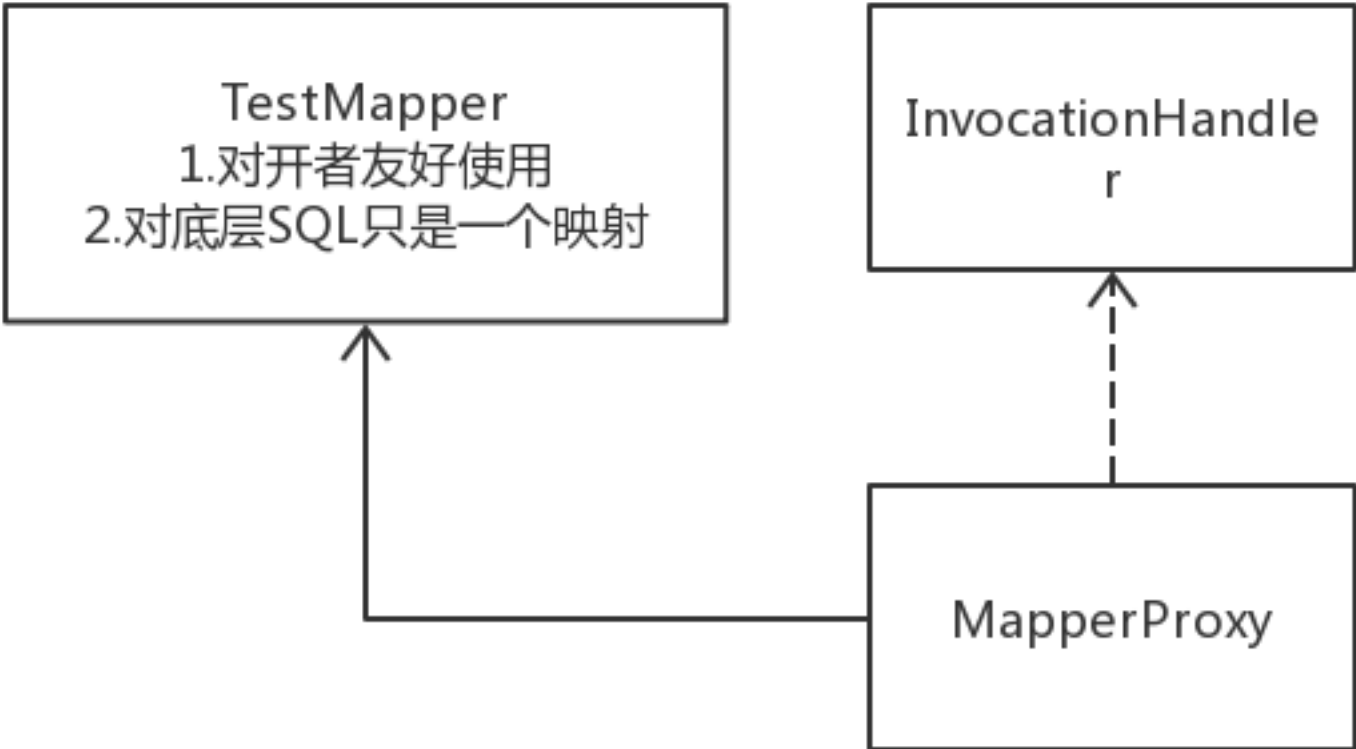 TestMapper
1.对开者友好使用
2.对底层SQL只是一个映射
InvocationHandle
r
MapperProxy